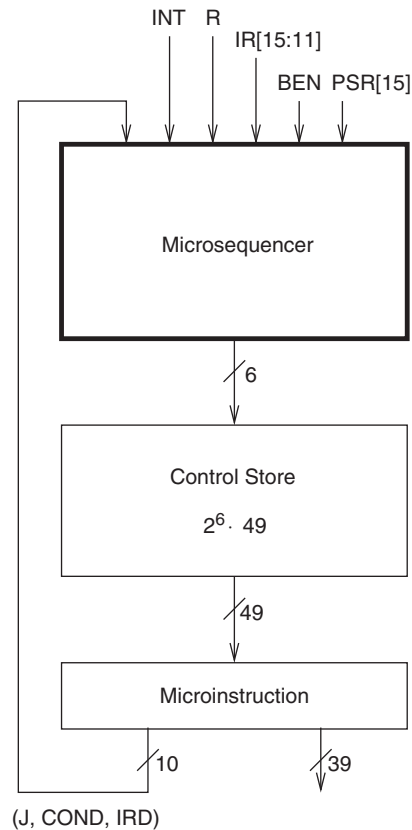 INT R
IR[15:11]
BEN PSR[15]
Microsequencer
6
Control Store
2⁶ · 49
49
Microinstruction
10 39
(J, COND, IRD)